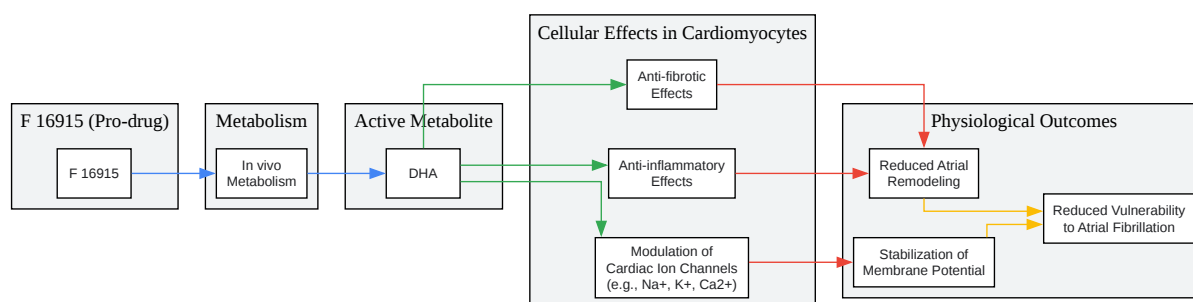 F 16915 (Pro-drug)
F 16915
Metabolism
In vivo
Metabolism
Active Metabolite
DHA
Cellular Effects in Cardiomyocytes
Anti-fibrotic
Effects
Anti-inflammatory
Effects
Modulation of
Cardiac Ion Channels
(e.g., Na+, K+, Ca2+)
Physiological Outcomes
Reduced Atrial
Remodeling
Stabilization of
Membrane Potential
Reduced Vulnerability
to Atrial Fibrillation